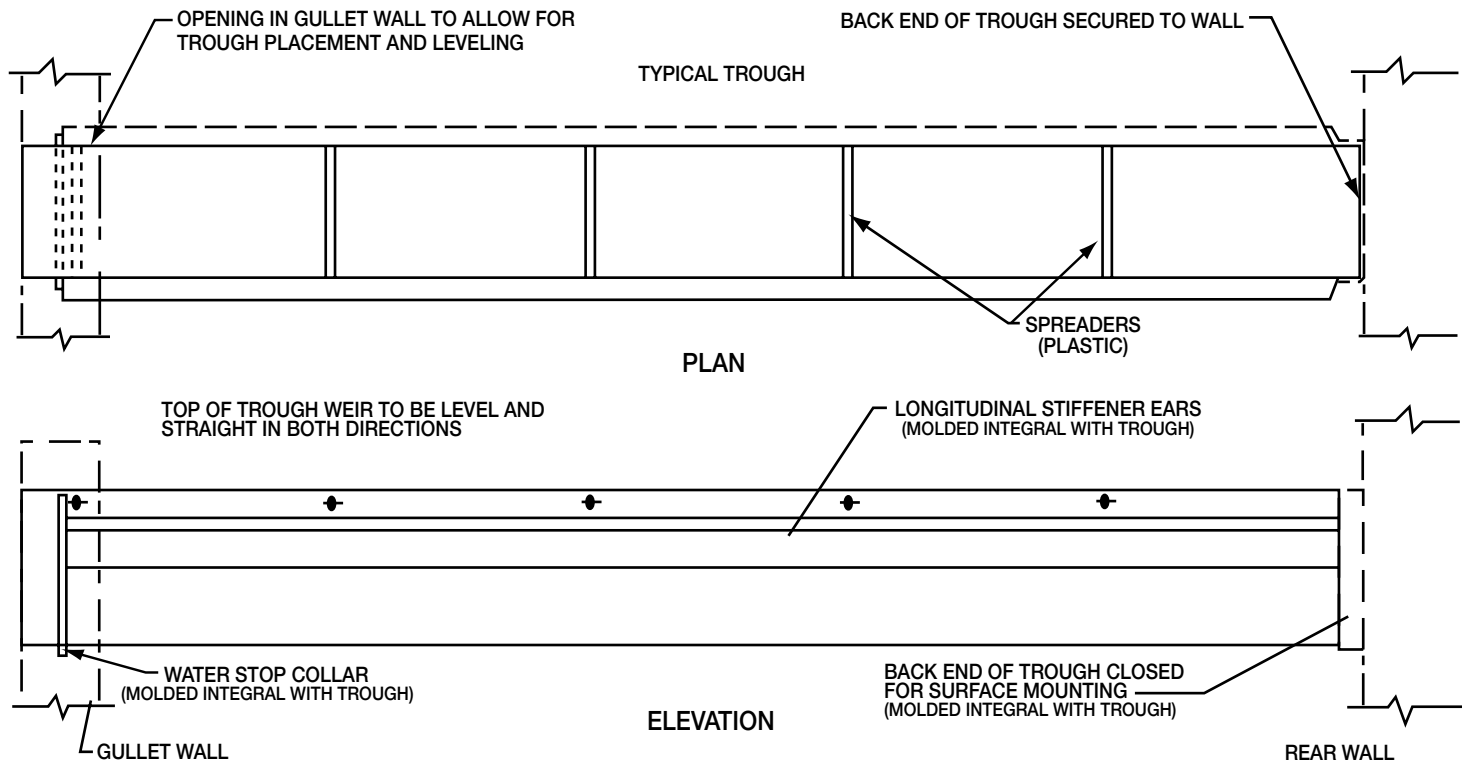 OPENING IN GULLET WALL TO ALLOW FOR
TROUGH PLACEMENT AND LEVELING
BACK END OF TROUGH SECURED TO WALL
TYPICAL TROUGH
SPREADERS
(PLASTIC)
PLAN
TOP OF TROUGH WEIR TO BE LEVEL AND
STRAIGHT IN BOTH DIRECTIONS
LONGITUDINAL STIFFENER EARS
(MOLDED INTEGRAL WITH TROUGH)
WATER STOP COLLAR
(MOLDED INTEGRAL WITH TROUGH)
BACK END OF TROUGH CLOSED
FOR SURFACE MOUNTING
(MOLDED INTEGRAL WITH TROUGH)
ELEVATION
GULLET WALL
REAR WALL